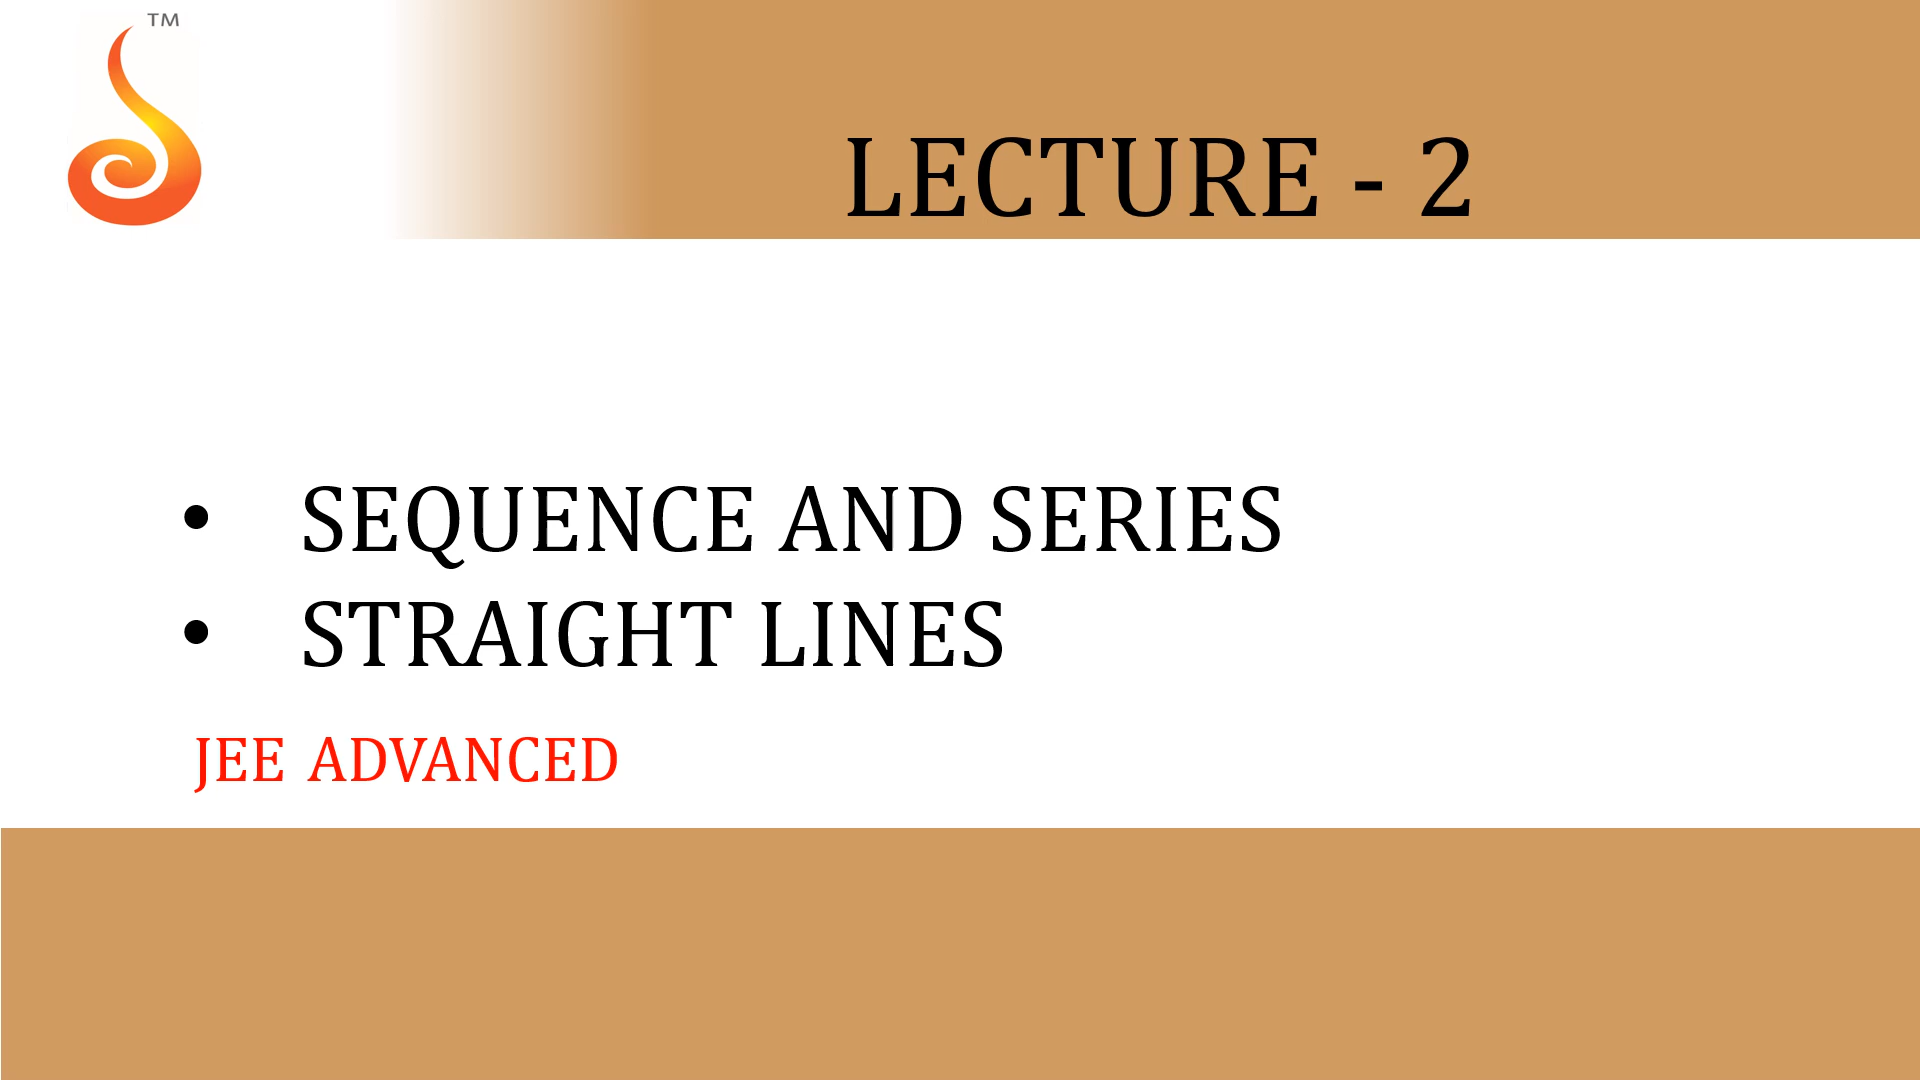 TM
LECTURE - 2
• SEQUENCE AND SERIES
• STRAIGHT LINES
JEE ADVANCED